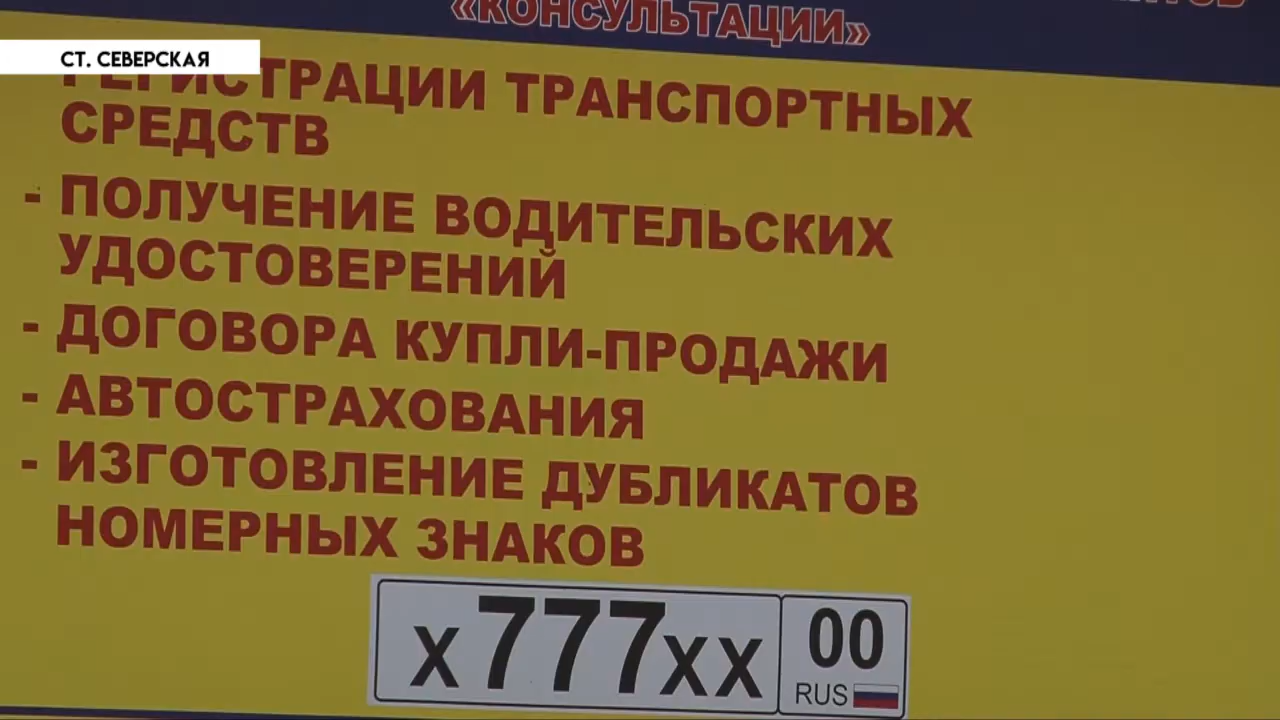 «КОНСУЛЬТАЦИИ»
СТ. СЕВЕРСКАЯ
РЕГИСТРАЦИИ ТРАНСПОРТНЫХ
СРЕДСТВ
- ПОЛУЧЕНИЕ ВОДИТЕЛЬСКИХ
УДОСТОВЕРЕНИЙ
- ДОГОВОРА КУПЛИ-ПРОДАЖИ
- АВТОСТРАХОВАНИЯ
- ИЗГОТОВЛЕНИЕ ДУБЛИКАТОВ
НОМЕРНЫХ ЗНАКОВ
Х777ХХ 00
RUS